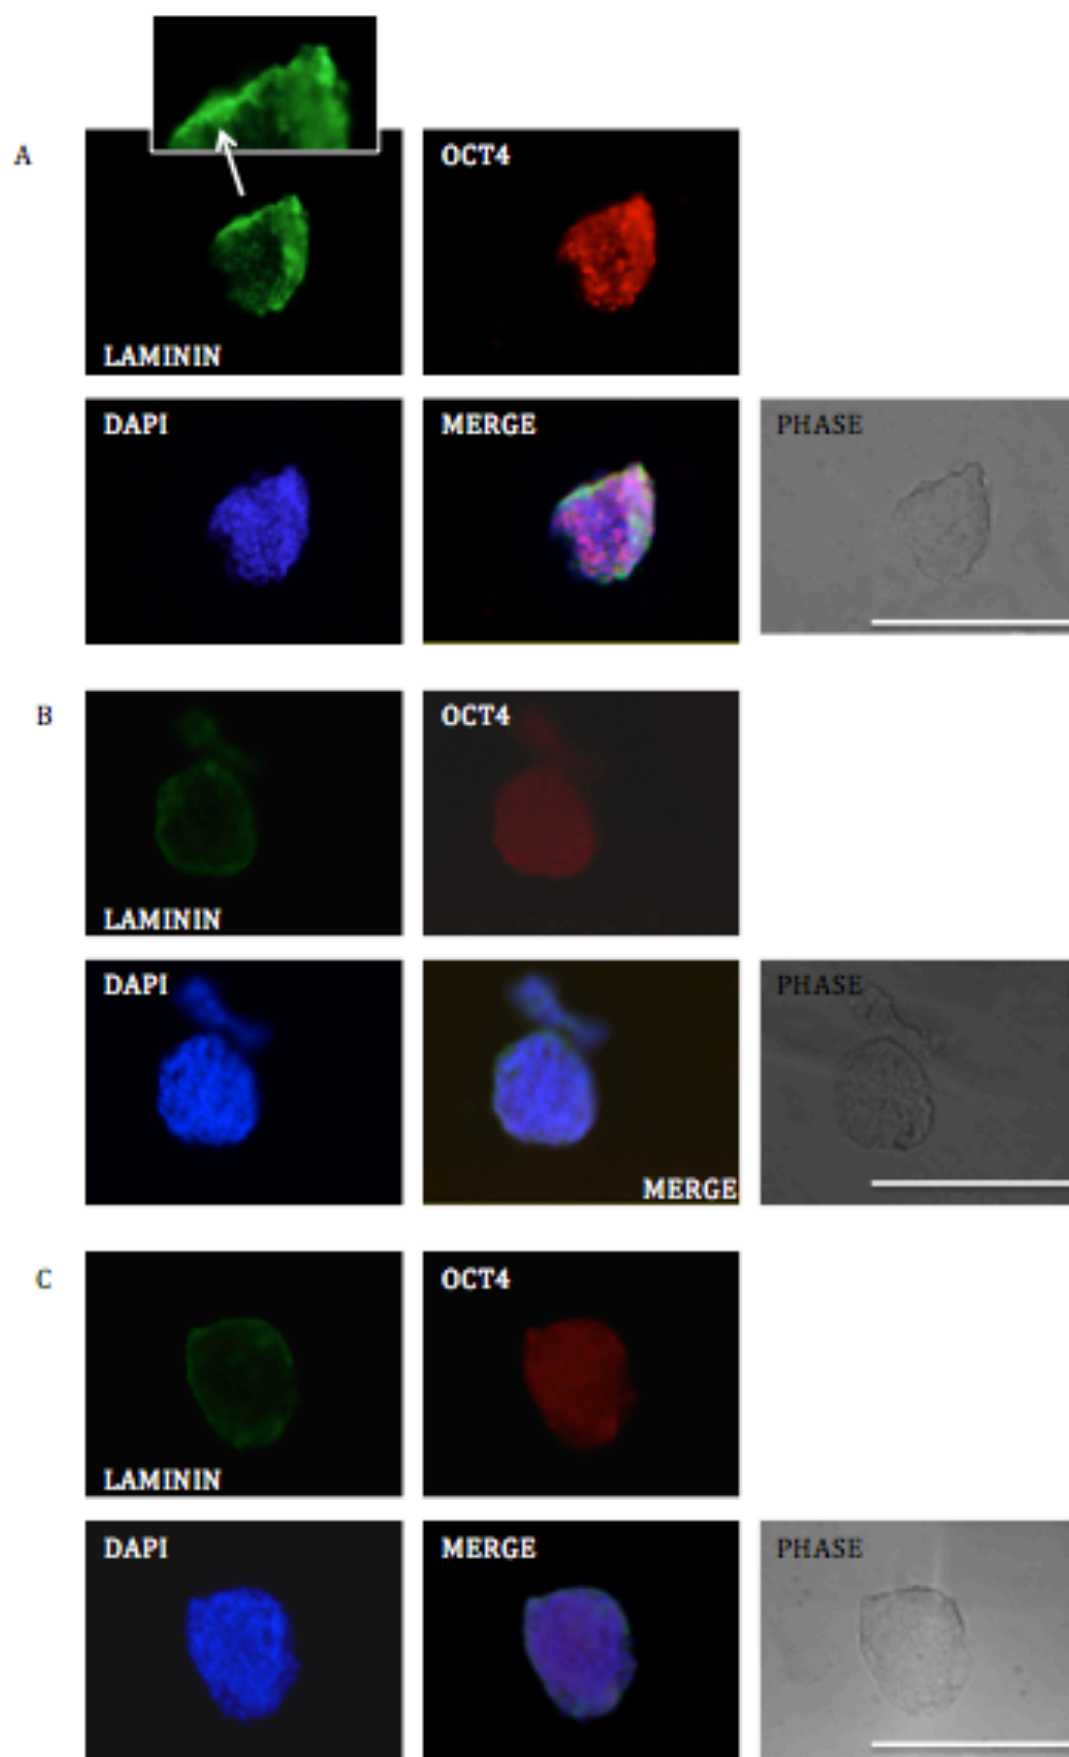 A
OCT4
LAMININ
DAPI
MERGE
PHASE
B
OCT4
LAMININ
DAPI
PHASE
MERGE
C
OCT4
LAMININ
DAPI
MERGE
PHASE